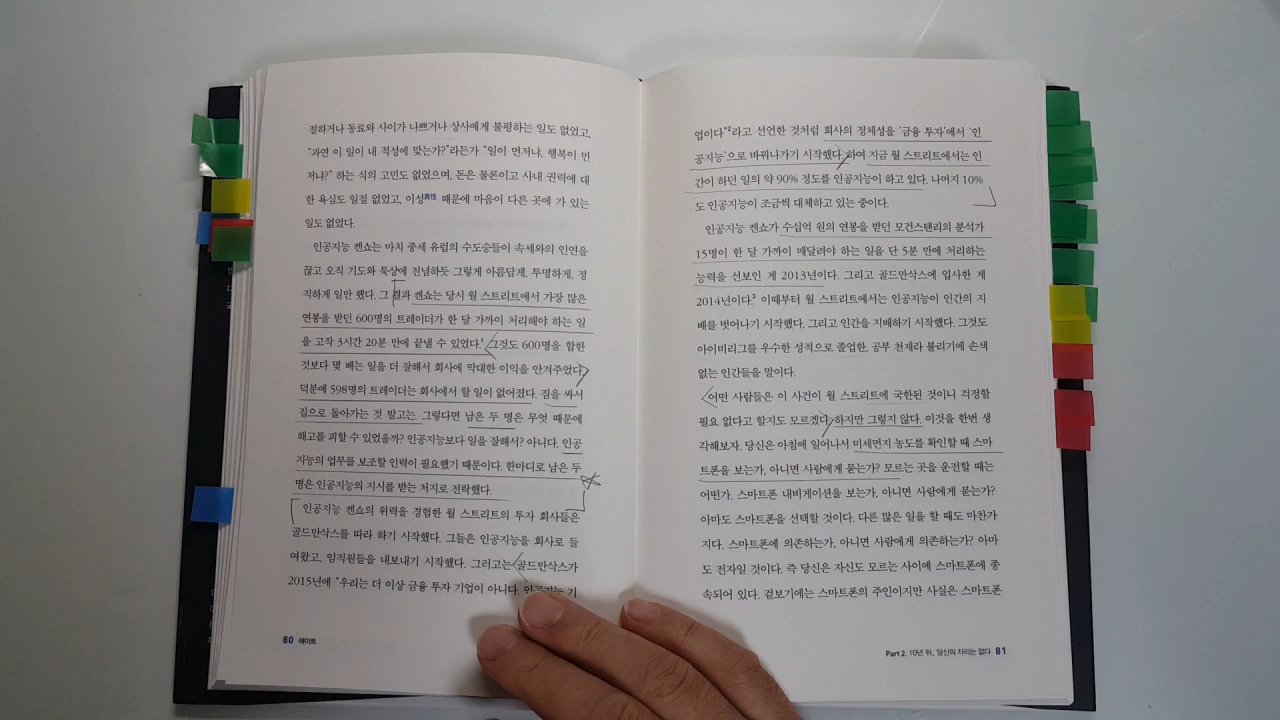 절하거나 동료와 사이가 나쁘거나 상사에게 불평하는 일도 없었고,
"과연 이 일이 내 적성에 맞는가?"라든가 "일이 먼저냐, 행복이 먼
저냐?" 하는 식의 고민도 없었으며, 돈은 물론이고 사내 권력에 대
한 욕심도 일절 없었고, 이성異性 때문에 마음이 다른 곳에 가 있는
일도 없었다.
인공지능 켄쇼는 마치 중세 유럽의 수도승들이 속세와의 인연을
끊고 오직 기도와 묵상에 전념하듯 그렇게 아름답게, 투명하게, 정
직하게 일만 했다. 그 결과 켄쇼는 당시 월 스트리트에서 가장 많은
연봉을 받던 600명의 트레이더가 한 달 가까이 처리해야 하는 일
을 고작 3시간 20분 만에 끝낼 수 있었다.1 그것도 600명을 합한
것보다 몇 배는 일을 더 잘해서 회사에 막대한 이익을 안겨주었다.
덕분에 598명의 트레이더는 회사에서 할 일이 없어졌다. 짐을 싸서
집으로 돌아가는 것 말고는. 그렇다면 남은 두 명은 무엇 때문에
해고를 피할 수 있었을까? 인공지능보다 일을 잘해서? 아니다. 인공
지능의 업무를 보조할 인력이 필요했기 때문이다. 한마디로 남은 두
명은 인공지능의 지시를 받는 처지로 전락했다.
인공지능 켄쇼의 위력을 경험한 월 스트리트의 투자 회사들은
골드만삭스를 따라 하기 시작했다. 그들은 인공지능을 회사로 들
여왔고, 임직원들을 내보내기 시작했다. 그러고는 골드만삭스가
2015년에 "우리는 더 이상 금융 투자 기업이 아니다. 인공지능 기
80 에이트
업이다"2라고 선언한 것처럼 회사의 정체성을 '금융 투자'에서 '인
공지능'으로 바꿔나가기 시작했다. 하여 지금 월 스트리트에서는 인
간이 하던 일의 약 90% 정도를 인공지능이 하고 있다. 나머지 10%
도 인공지능이 조금씩 대체하고 있는 중이다.
인공지능 켄쇼가 수십억 원의 연봉을 받던 모건스탠리의 분석가
15명이 한 달 가까이 매달려야 하는 일을 단 5분 만에 처리하는
능력을 선보인 게 2013년이다. 그리고 골드만삭스에 입사한 게
2014년이다.3 이때부터 월 스트리트에서는 인공지능이 인간의 지
배를 벗어나기 시작했다. 그리고 인간을 지배하기 시작했다. 그것도
아이비리그를 우수한 성적으로 졸업한, 공부 천재라 불리기에 손색
없는 인간들을 말이다.
어떤 사람들은 이 사건이 월 스트리트에 국한된 것이니 걱정할
필요 없다고 할지도 모르겠다. 하지만 그렇지 않다. 이것을 한번 생
각해보자. 당신은 아침에 일어나서 미세먼지 농도를 확인할 때 스마
트폰을 보는가, 아니면 사람에게 묻는가? 모르는 곳을 운전할 때는
어떤가. 스마트폰 내비게이션을 보는가, 아니면 사람에게 묻는가?
아마도 스마트폰을 선택할 것이다. 다른 많은 일을 할 때도 마찬가
지다. 스마트폰에 의존하는가, 아니면 사람에게 의존하는가? 아마
도 전자일 것이다. 즉 당신은 자신도 모르는 사이에 스마트폰에 종
속되어 있다. 겉보기에는 스마트폰의 주인이지만 사실은 스마트폰
Part 2. 10년 뒤, 당신의 자리는 없다 81